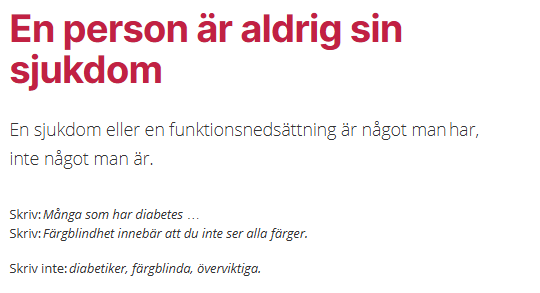 En person är aldrig sin
sjukdom
En sjukdom eller en funktionsnedsättning är något man har,
inte något man är.
Skriv: Många som har diabetes …
Skriv: Färgblindhet innebär att du inte ser alla färger.
Skriv inte: diabetiker, färgblinda, överviktiga.